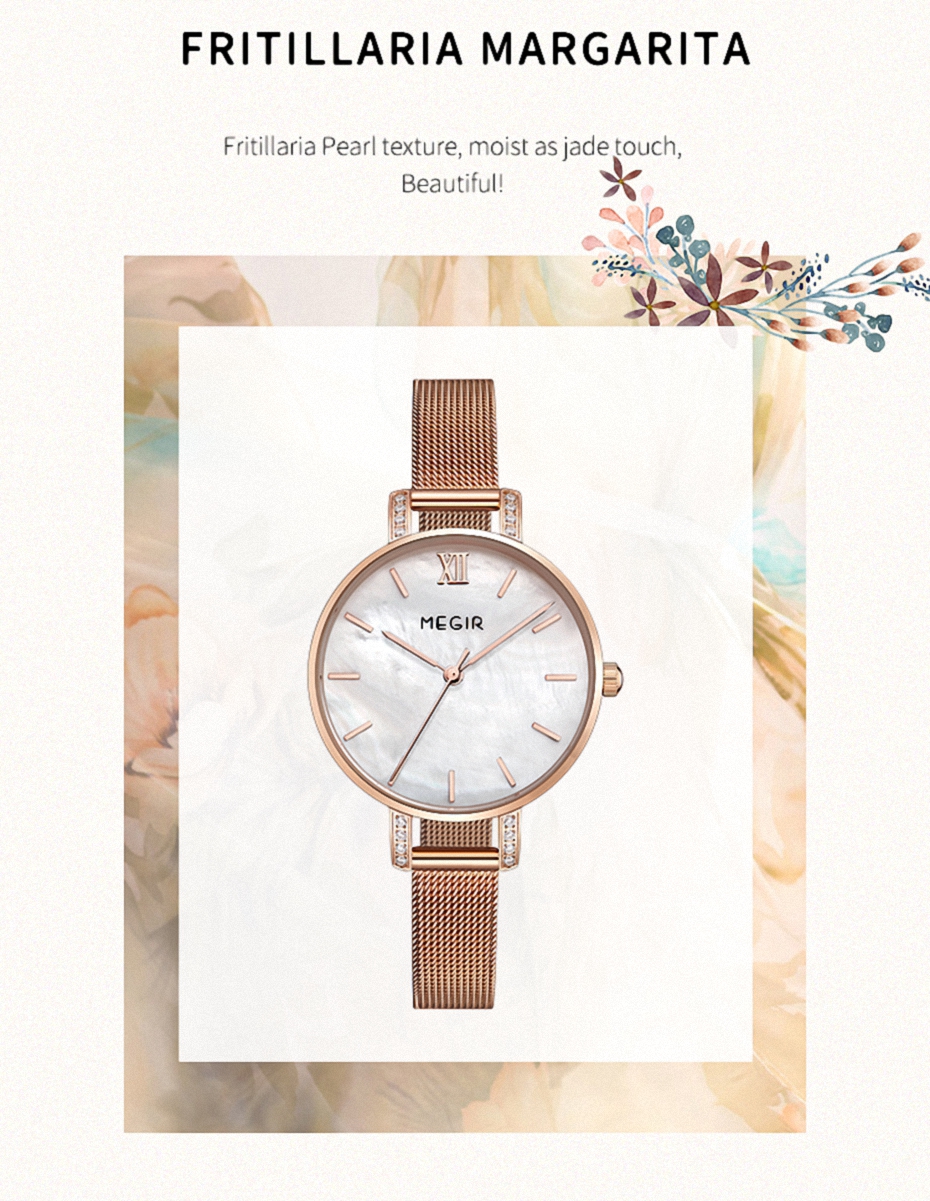 FRITILLARIA MARGARITA
Fritillaria Pearl texture, moist as jade touch,
Beautiful!
XII
MEGIR